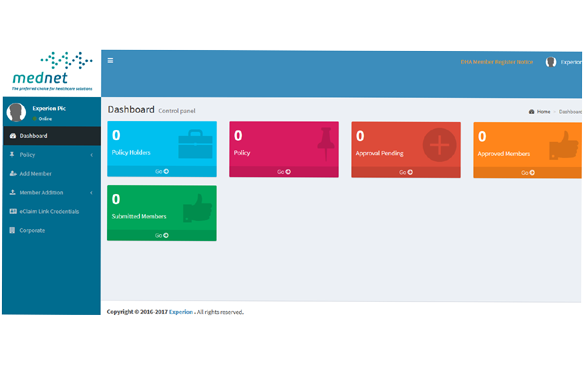 mednet
The preferred choice for healthcare solutions
DHA Member Register Notice
Experion
Experion Plc
Online
Dashboard
Policy
Add Member
Member Addition
eClaim Link Credentials
Corporate
Dashboard Control panel
Home > Dashboard
0
Policy Holders
Go
0
Policy
Go
0
Approval Pending
Go
0
Approved Members
Go
0
Submitted Members
Go
Copyright © 2016-2017 Experion . All rights reserved.